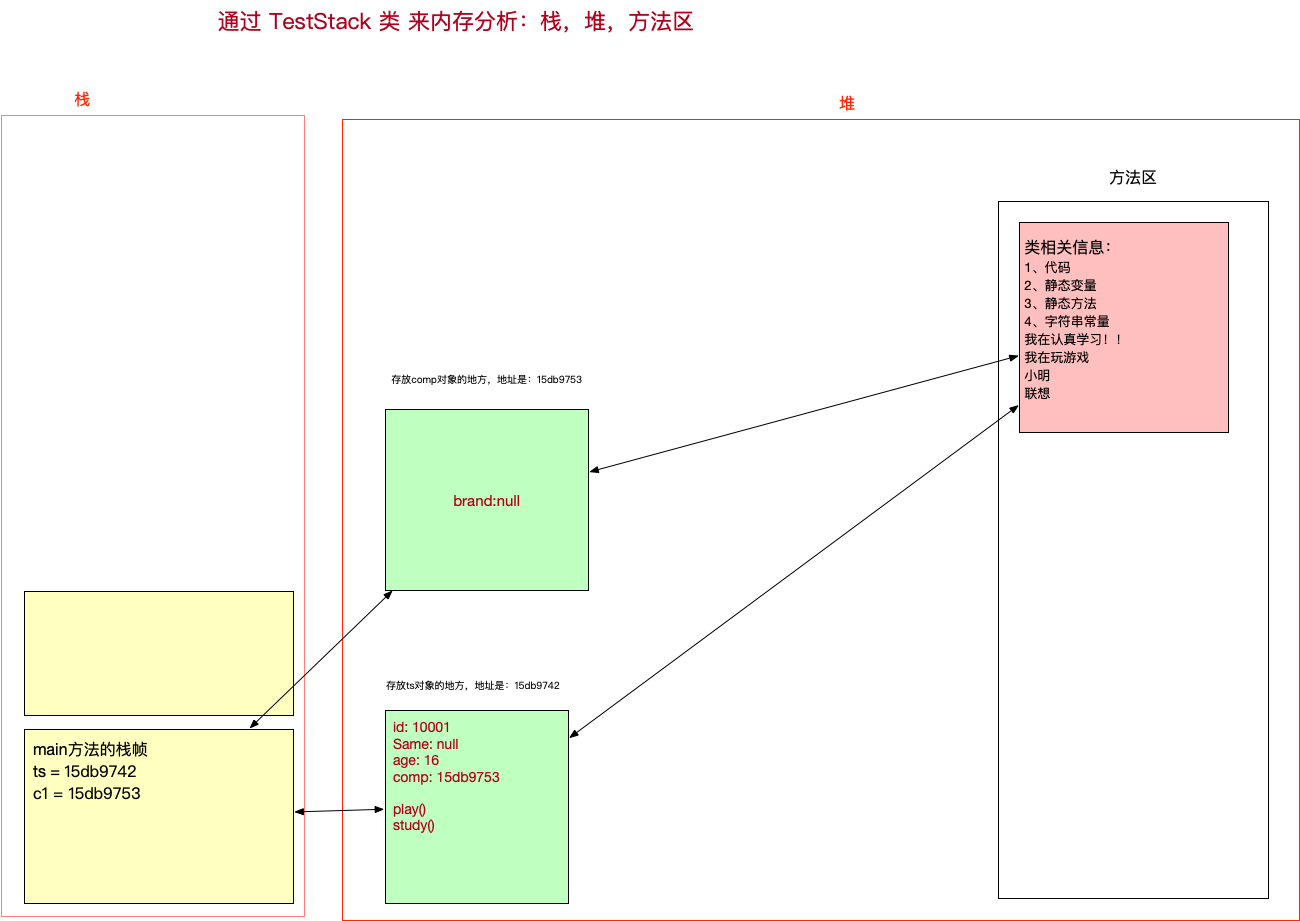 通过 TestStack 类 来内存分析：栈，堆，方法区
栈
堆
方法区
类相关信息：
1、代码
2、静态变量
3、静态方法
4、字符串常量
我在认真学习！！
我在玩游戏
小明
联想
存放comp对象的地方，地址是：15db9753
brand:null
存放ts对象的地方，地址是：15db9742
id: 10001
Same: null
age: 16
comp: 15db9753
play()
study()
main方法的栈帧
ts = 15db9742
c1 = 15db9753